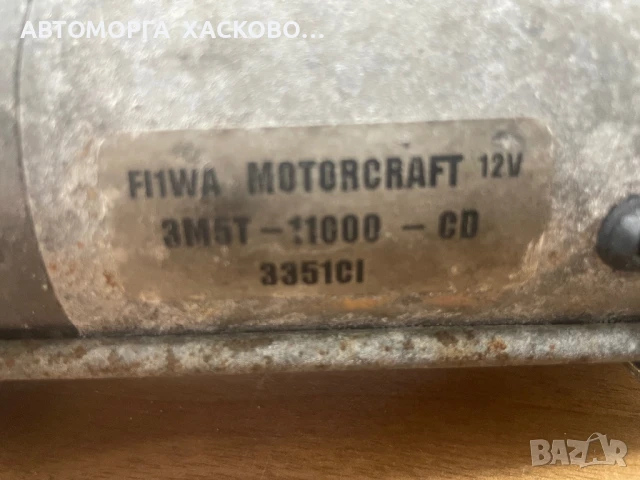 АВТОМОРГА ХАСКОВО...
FI1WA MOTORCRAFT 12V
3M5T-11000-CD
3351CI
BAZAR